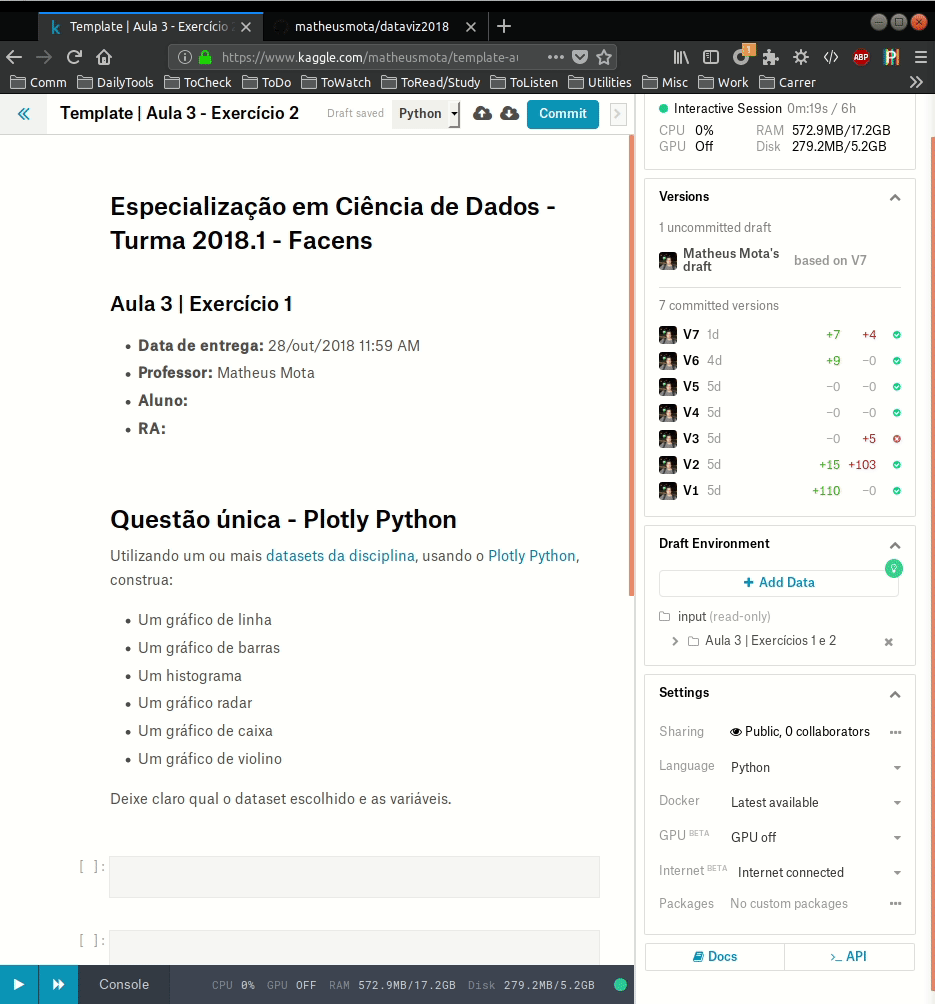 Template | Aula 3 - Exercício
matheusmota/dataviz2018
https://www.kaggle.com/matheusmota/template-au
1
ABP
Comm DailyTools ToCheck ToDo ToWatch ToRead/Study ToListen Utilities Misc Work Carrer
Template | Aula 3 - Exercício 2 Draft saved Python Commit
Especialização em Ciência de Dados -
Turma 2018.1 - Facens
Aula 3 | Exercício 1
Data de entrega: 28/out/2018 11:59 AM
Professor: Matheus Mota
Aluno:
RA:
Questão única - Plotly Python
Utilizando um ou mais datasets da disciplina, usando o Plotly Python,
construa:
Um gráfico de linha
Um gráfico de barras
Um histograma
Um gráfico radar
Um gráfico de caixa
Um gráfico de violino
Deixe claro qual o dataset escolhido e as variáveis.
[ ]:
[ ]:
Console CPU 0% GPU OFF RAM 572.9MB/17.2GB Disk 279.2MB/5.2GB
Interactive Session 0m:19s / 6h
CPU 0% RAM 572.9MB/17.2GB
GPU Off Disk 279.2MB/5.2GB
Versions
1 uncommitted draft
Matheus Mota's
draft
based on V7
7 committed versions
V7 1d +7 +4
V6 4d +9 −0
V5 5d −0 −0
V4 5d −0 −0
V3 5d −0 +5
V2 5d +15 +103
V1 5d +110 −0
Draft Environment
+ Add Data
input (read-only)
Aula 3 | Exercícios 1 e 2
Settings
Sharing Public, 0 collaborators
Language Python
Docker Latest available
GPU BETA GPU off
Internet BETA Internet connected
Packages No custom packages
Docs
>_ API